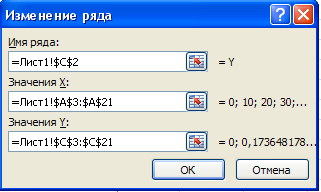 Изменение ряда
Имя ряда:
=Лист1!$C$2 = Y
Значения X:
=Лист1!$A$3:$A$21 = 0; 10; 20; 30;...
Значения Y:
=Лист1!$C$3:$C$21 = 0; 0,173648178...
ОК Отмена